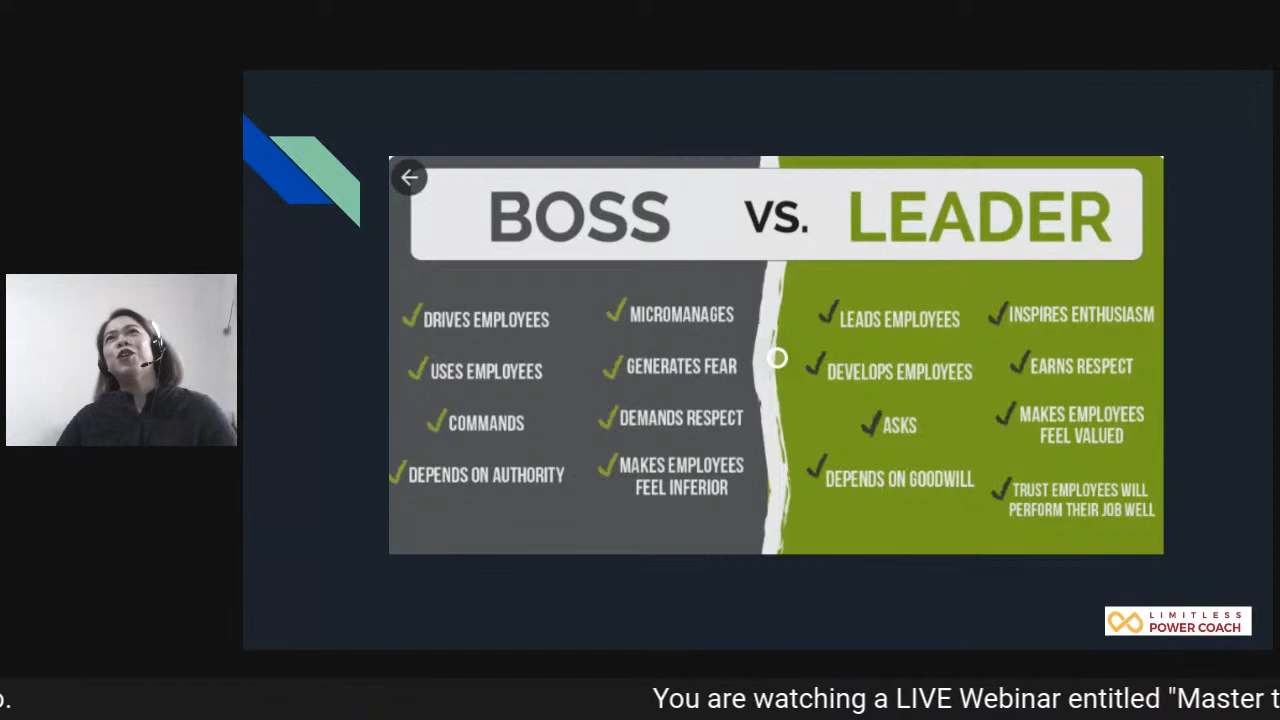 BOSS VS. LEADER
DRIVES EMPLOYEES
USES EMPLOYEES
COMMANDS
DEPENDS ON AUTHORITY
MICROMANAGES
GENERATES FEAR
DEMANDS RESPECT
MAKES EMPLOYEES
FEEL INFERIOR
LEADS EMPLOYEES
DEVELOPS EMPLOYEES
ASKS
DEPENDS ON GOODWILL
INSPIRES ENTHUSIASM
EARNS RESPECT
MAKES EMPLOYEES
FEEL VALUED
TRUST EMPLOYEES WILL
PERFORM THEIR JOB WELL
LIMITLESS
POWER COACH
You are watching a LIVE Webinar entitled "Master